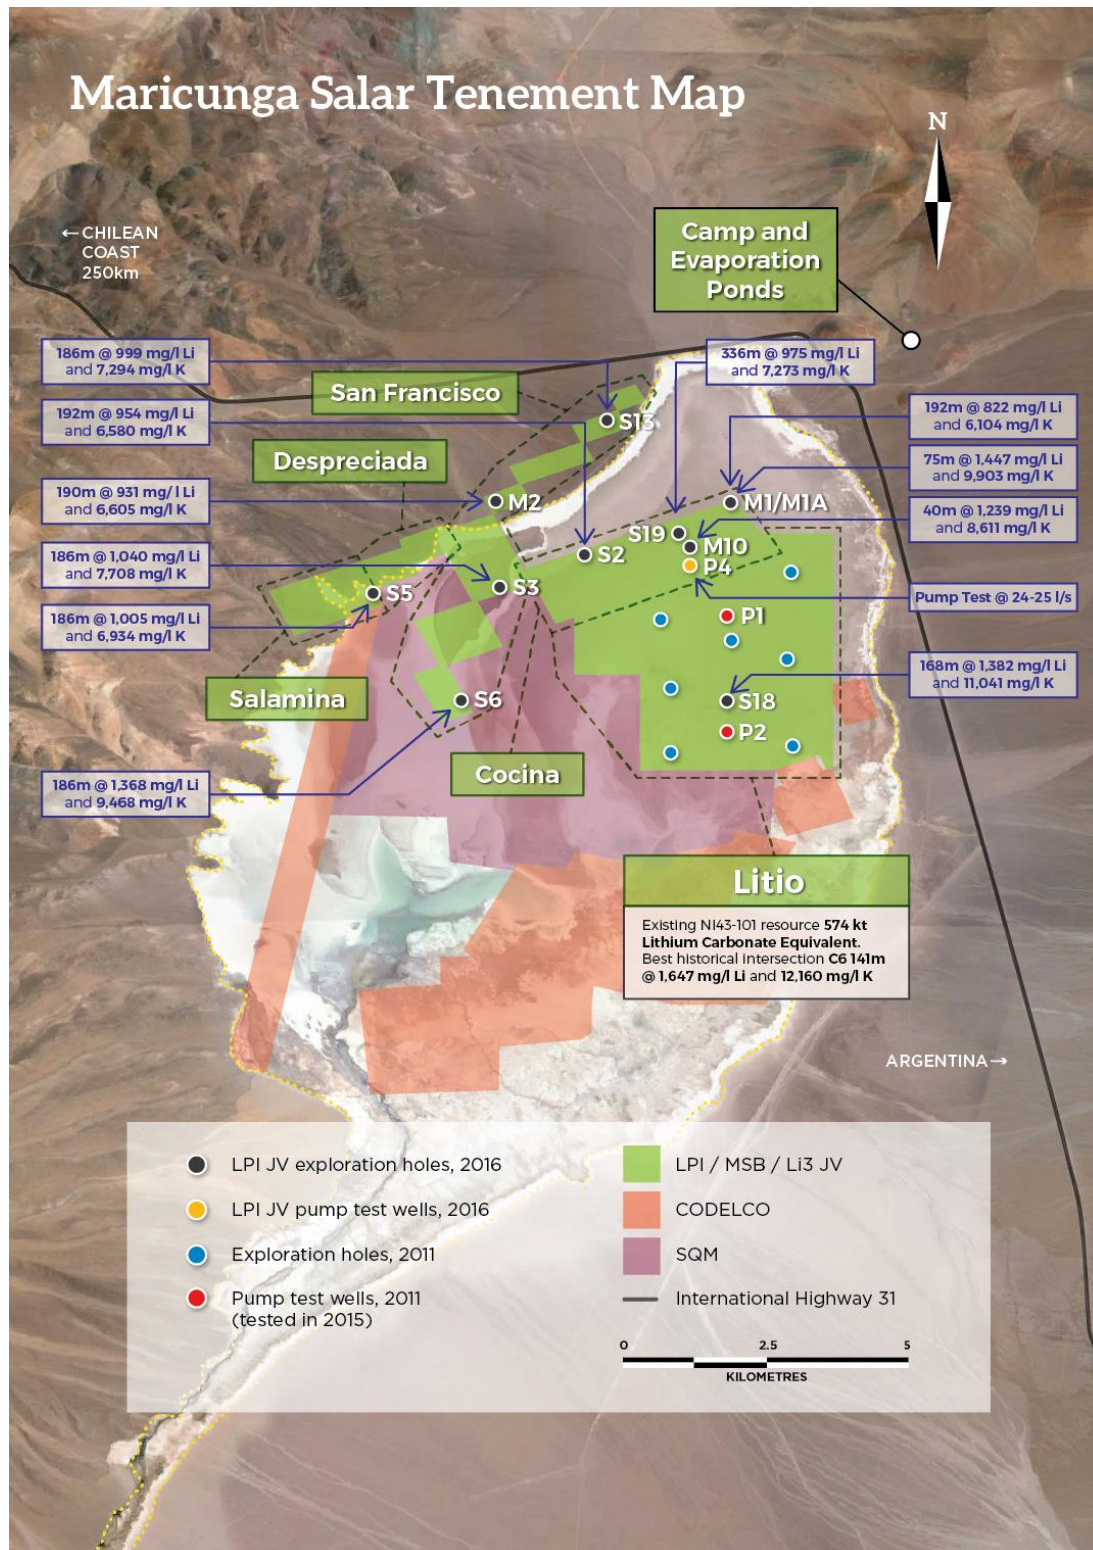 Maricunga Salar Tenement Map
N
←CHILEAN
COAST
250km
Camp and
Evaporation
Ponds
186m @ 999 mg/l Li
and 7,294 mg/l K
192m @ 954 mg/l Li
and 6,580 mg/l K
190m @ 931 mg/ l Li
and 6,605 mg/l K
186m @ 1,040 mg/l Li
and 7,708 mg/l K
186m @ 1,005 mg/l Li
and 6,934 mg/l K
186m @ 1,368 mg/l Li
and 9,468 mg/l K
336m @ 975 mg/l Li
and 7,273 mg/l K
192m @ 822 mg/l Li
and 6,104 mg/l K
75m @ 1,447 mg/l Li
and 9,903 mg/l K
40m @ 1,239 mg/l Li
and 8,611 mg/l K
Pump Test @ 24-25 l/s
168m @ 1,382 mg/l Li
and 11,041 mg/l K
San Francisco
Despreciada
Salamina
Cocina
S13
M2
S2
S19
M1/M1A
M10
P4
S3
S5
P1
S6
S18
P2
Litio
Existing NI43-101 resource 574 kt
Lithium Carbonate Equivalent.
Best historical intersection C6 141m
@ 1,647 mg/l Li and 12,160 mg/l K
ARGENTINA→
LPI JV exploration holes, 2016
LPI JV pump test wells, 2016
Exploration holes, 2011
Pump test wells, 2011
(tested in 2015)
LPI / MSB / Li3 JV
CODELCO
SQM
International Highway 31
0 2.5 5
KILOMETRES